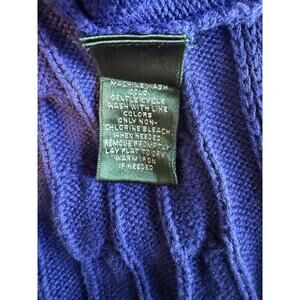 MACHINE WASH
COLD
GENTLE CYCLE
WASH WITH LIKE
COLORS
ONLY NON-
CHLORINE BLEACH
WHEN NEEDED
REMOVE PROMPTLY
LAY FLAT TO DRY
WARM IRON
IF NEEDED